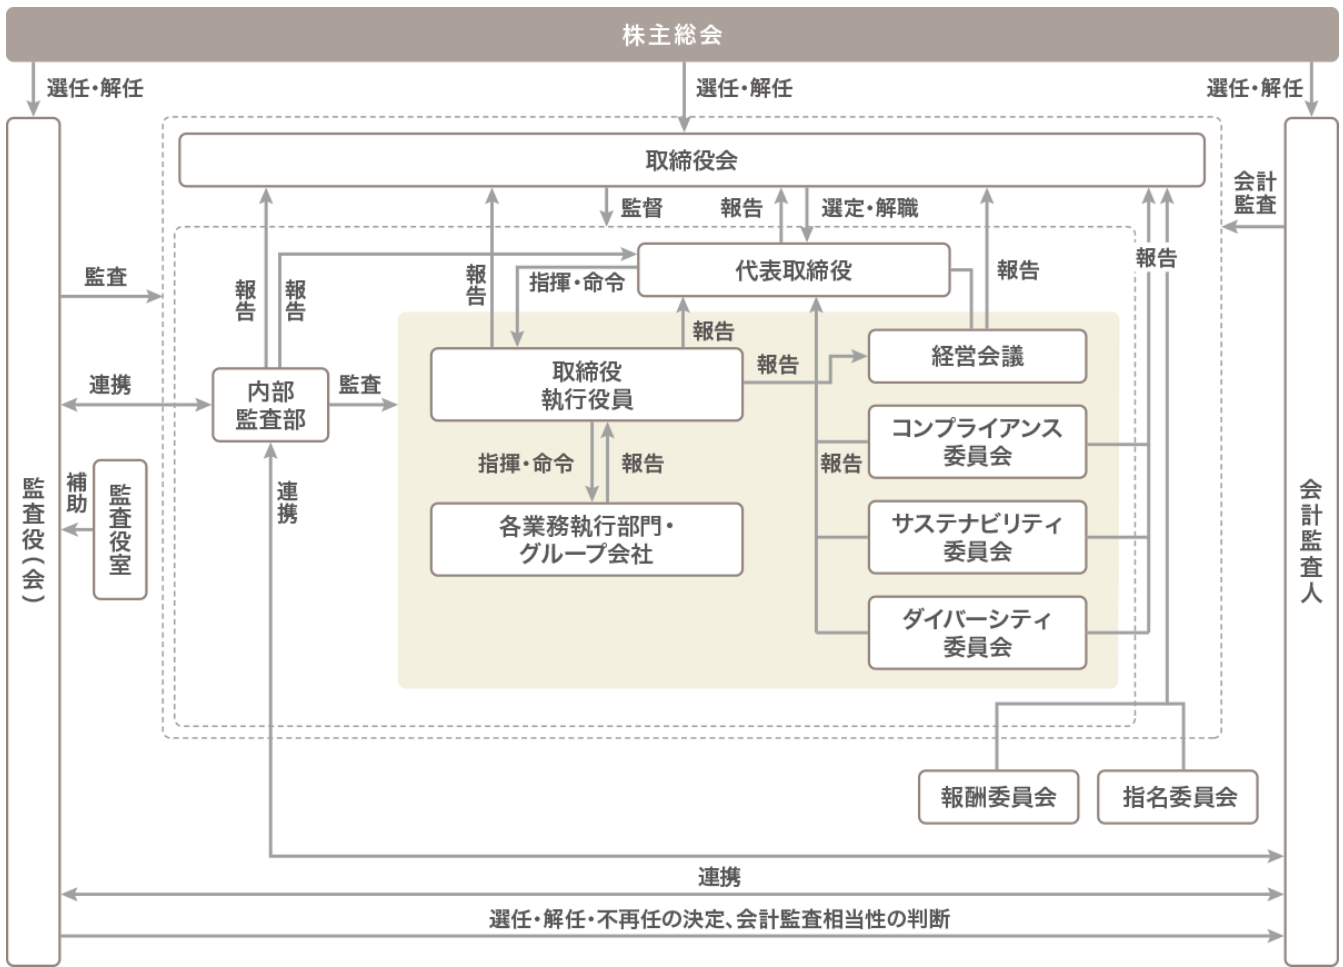 株主総会
選任・解任
選任・解任
選任・解任
取締役会
会計
監査
監督
報告
選定・解職
報告
代表取締役
報告
監査
報告
報告
報告
指揮・命令
報告
経営会議
取締役
執行役員
報告
連携
内部
監査部
監査
コンプライアンス
委員会
指揮・命令
報告
報告
監査役(会)
補助
監査役室
連携
各業務執行部門・
グループ会社
サステナビリティ
委員会
会計監査人
ダイバーシティ
委員会
報酬委員会
指名委員会
連携
選任・解任・不再任の決定、会計監査相当性の判断